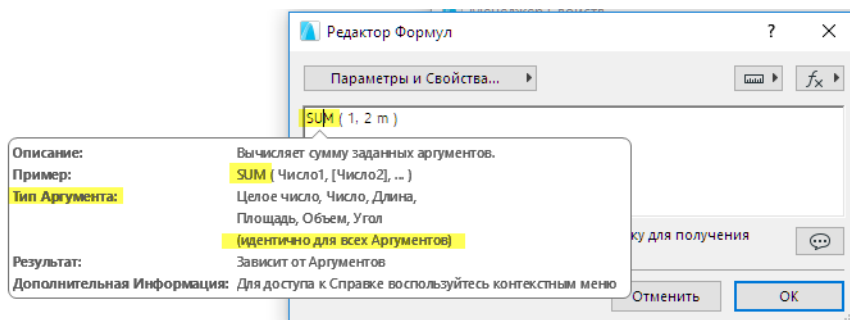 Редактор Формул
?
Параметры и Свойства...
fx
SUM ( 1, 2 m )
Описание: Вычисляет сумму заданных аргументов.
Пример: SUM ( Число1, [Число2], ... )
Тип Аргумента: Целое число, Число, Длина,
Площадь, Объем, Угол
(идентично для всех Аргументов)
ку для получения
Результат: Зависит от Аргументов
Дополнительная Информация: Для доступа к Справке воспользуйтесь контекстным меню
Отменить
OK